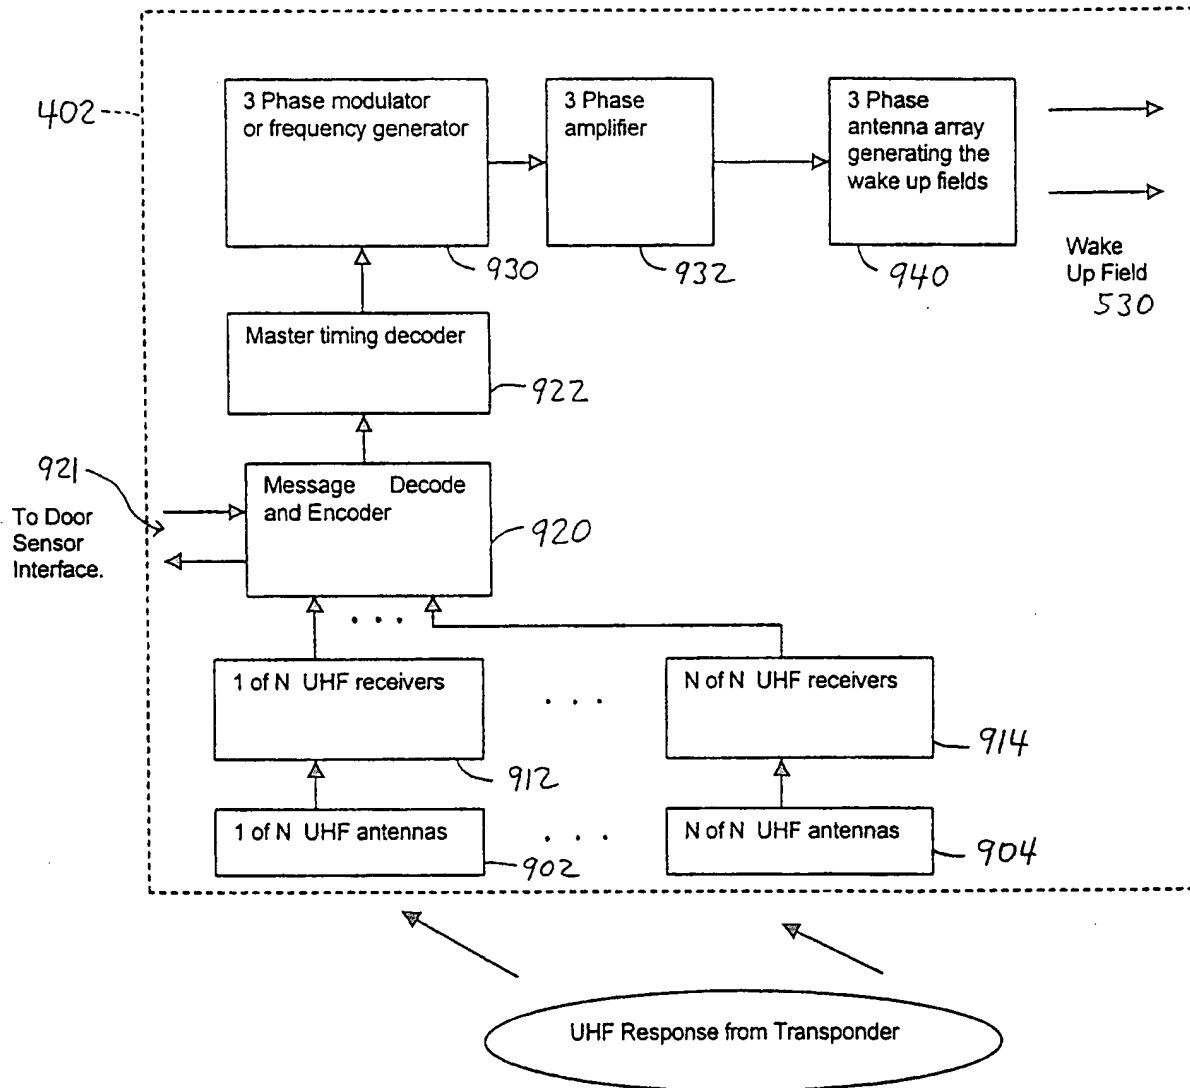 402
3 Phase modulator
or frequency generator
930
3 Phase
amplifier
932
3 Phase
antenna array
generating the
wake up fields
940
Wake
Up Field
530
Master timing decoder
922
921
To Door
Sensor
Interface.
Message Decode
and Encoder
920
. . .
1 of N UHF receivers
912
. . .
N of N UHF receivers
914
1 of N UHF antennas
902
. . .
N of N UHF antennas
904
UHF Response from Transponder